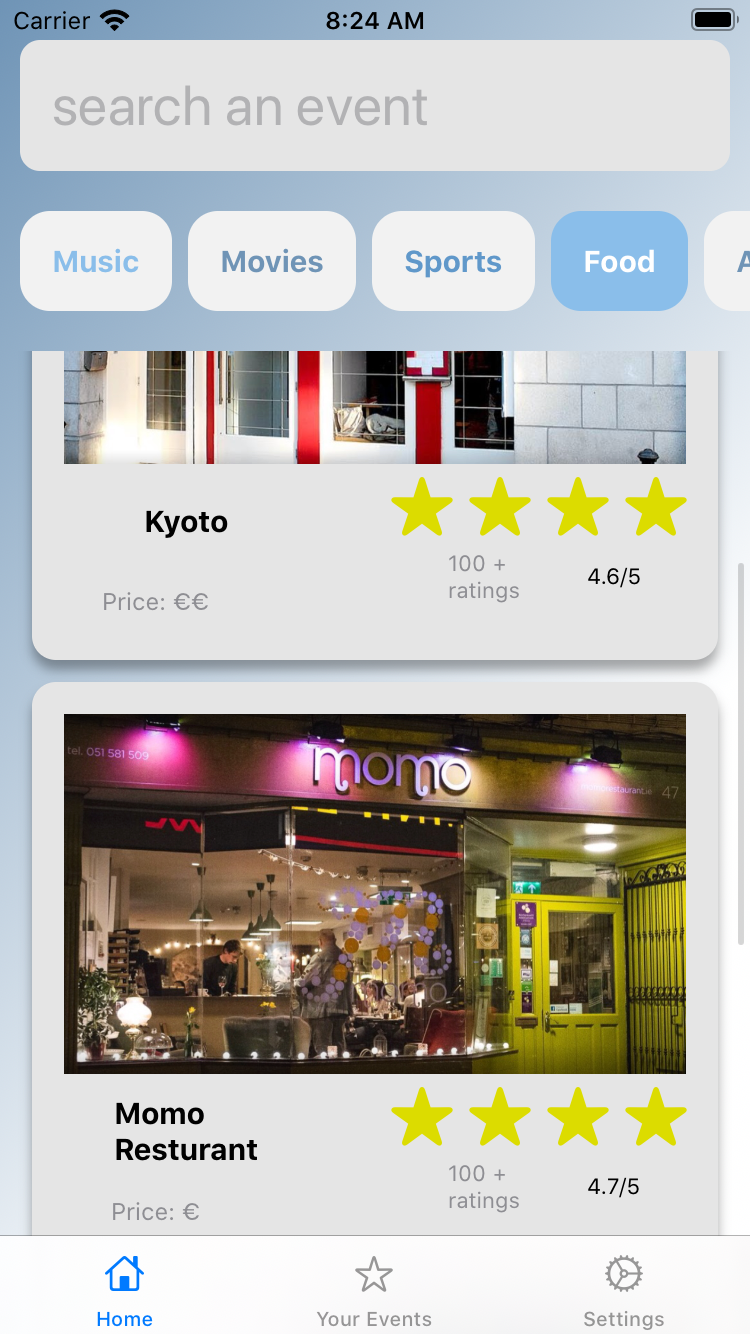 Carrier 8:24 AM
search an event
Music Movies Sports Food A
Kyoto
100 +
ratings
4.6/5
Price: €€
tel. 051 581 509
momo
47
Momo
Resturant
100 +
ratings
4.7/5
Price: €
Home Your Events Settings